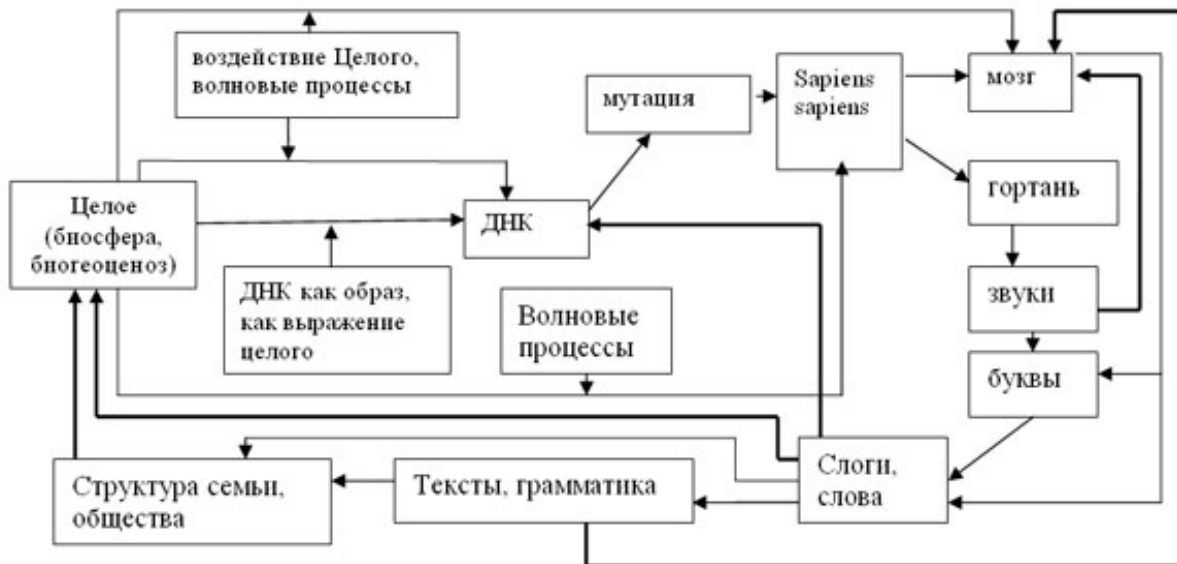 воздействие Целого,
волновые процессы
мутация
Sapiens
sapiens
мозг
гортань
Целое
(биосфера,
биогеоценоз)
ДНК
ДНК как образ,
как выражение
целого
Волновые
процессы
звуки
буквы
Структура семьи,
общества
Тексты, грамматика
Слоги,
слова